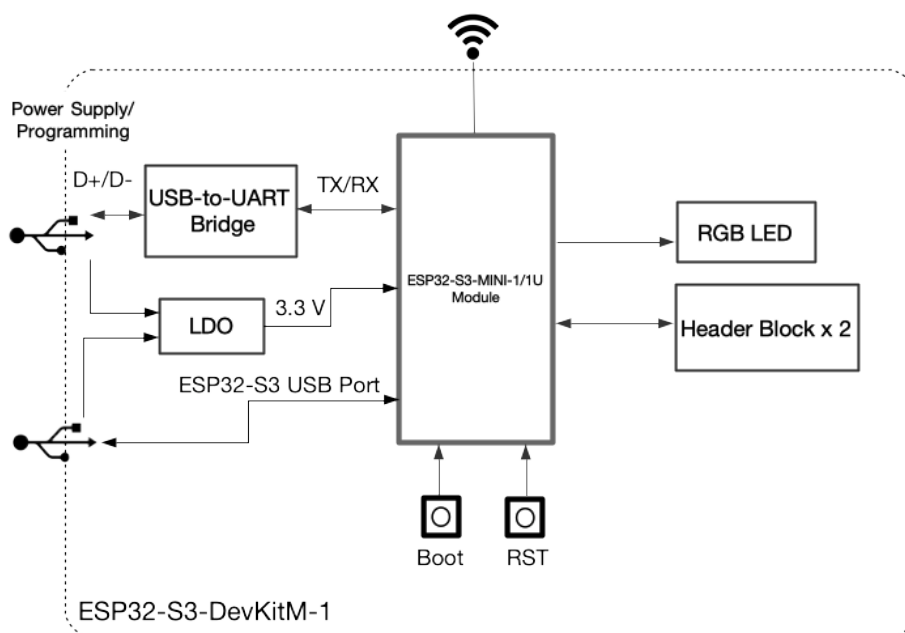 Power Supply/
Programming
D+/D-
USB-to-UART
Bridge
TX/RX
RGB LED
ESP32-S3-MINI-1/1U
Module
LDO
3.3 V
Header Block x 2
ESP32-S3 USB Port
Boot
RST
ESP32-S3-DevKitM-1